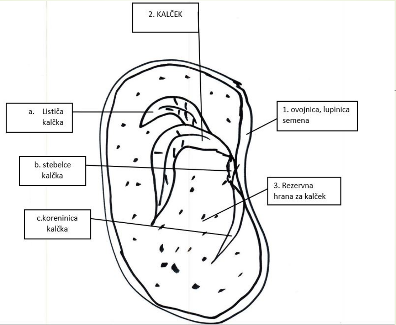 2. KALČEK
a. Lističa
kalčka
1. ovojnica, lupinica
semena
b. stebelce
kalčka
3. Rezervna
hrana za kalček
c.koreninica
kalčka